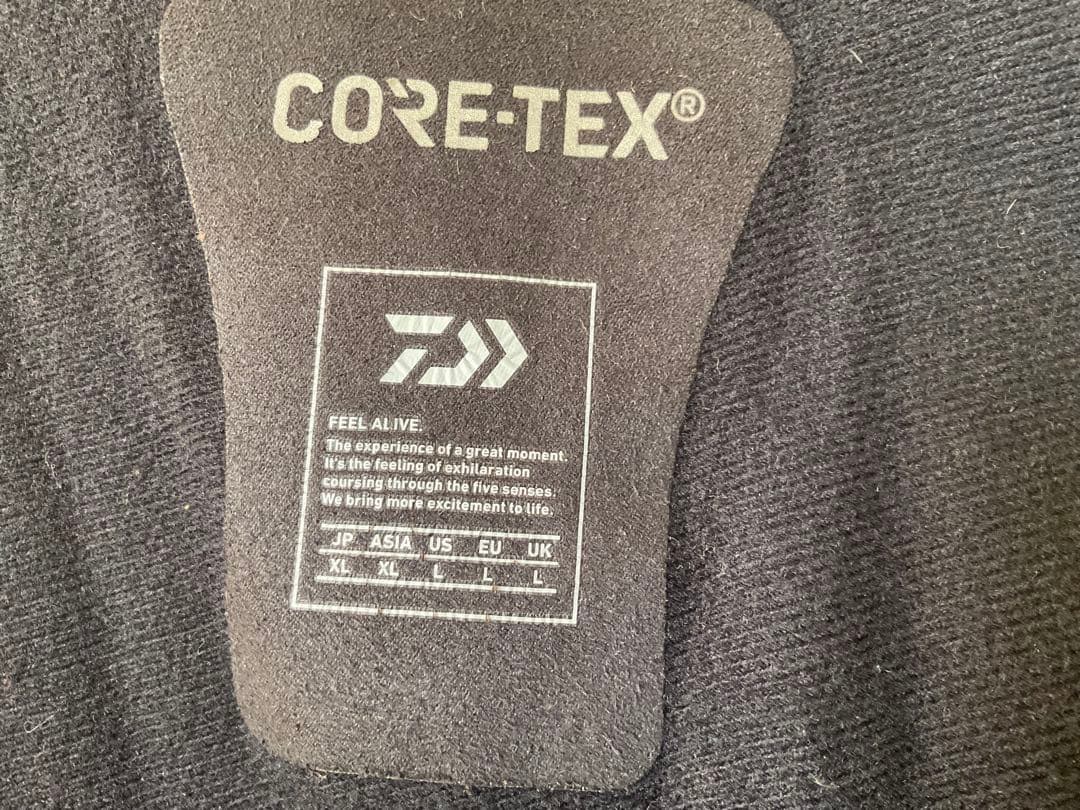 CORE-TEX®
FEEL ALIVE.
The experience of a great moment.
It's the feeling of exhilaration
coursing through the five senses.
We bring more excitement to life.
JP ASIA US EU UK
XL XL L L L